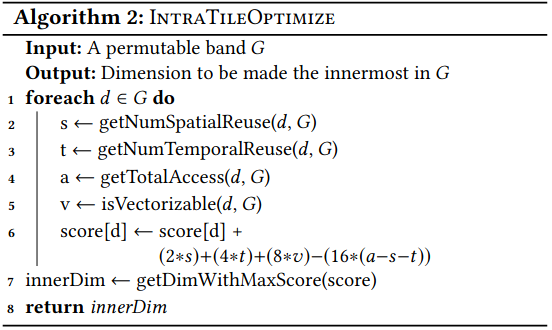 Algorithm 2: INTRATILEOPTIMIZE
Input: A permutable band G
Output: Dimension to be made the innermost in G
1 foreach d ∈ G do
2 s ← getNumSpatialReuse(d, G)
3 t ← getNumTemporalReuse(d, G)
4 a ← getTotalAccess(d, G)
5 v ← isVectorizable(d, G)
6 score[d] ← score[d] +
(2*s)+(4*t)+(8*v)−(16*(a−s−t))
7 innerDim ← getDimWithMaxScore(score)
8 return innerDim